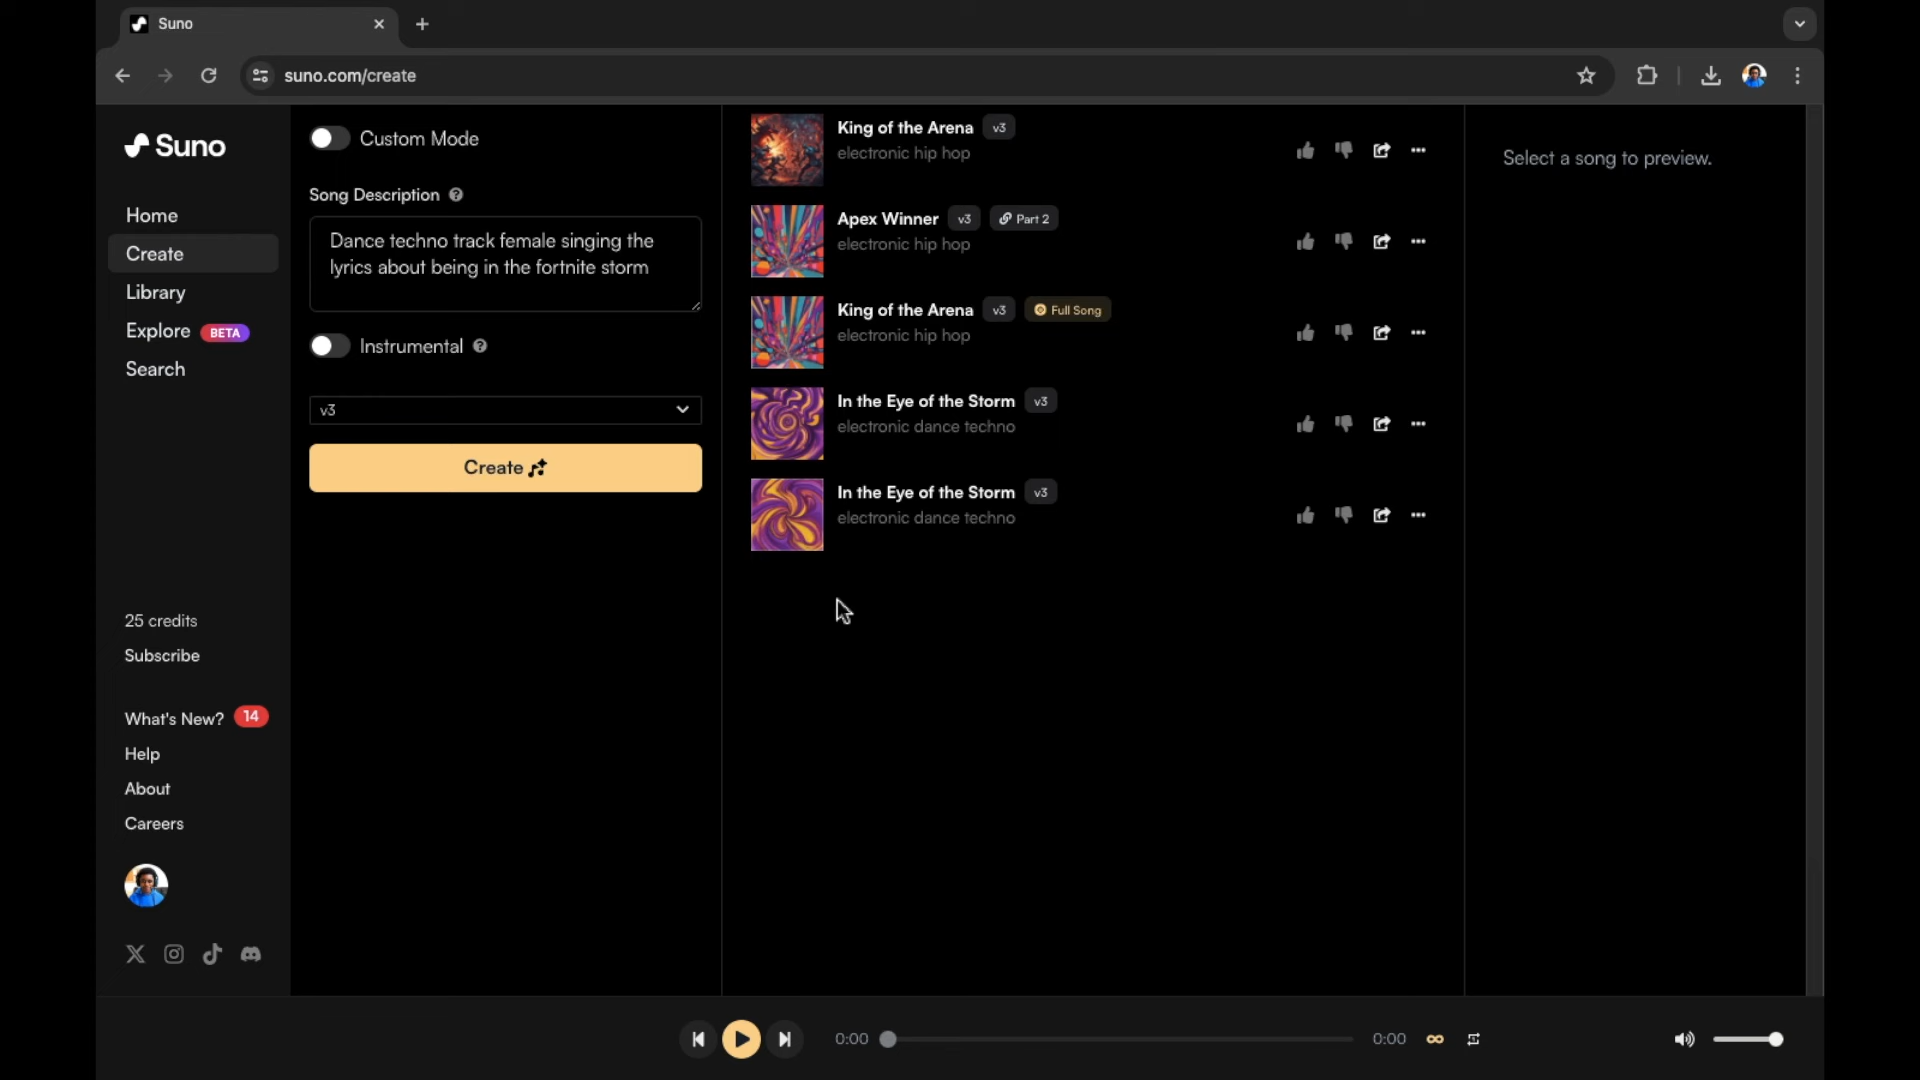 Suno
suno.com/create
Suno
Home
Create
Library
Explore BETA
Search
25 credits
Subscribe
What's New? 14
Help
About
Careers
Custom Mode
Song Description
Dance techno track female singing the
lyrics about being in the fortnite storm
Instrumental
v3
Create
King of the Arena v3
electronic hip hop
Apex Winner v3 Part 2
electronic hip hop
King of the Arena v3 Full Song
electronic hip hop
In the Eye of the Storm v3
electronic dance techno
In the Eye of the Storm v3
electronic dance techno
Select a song to preview.
0:00 0:00